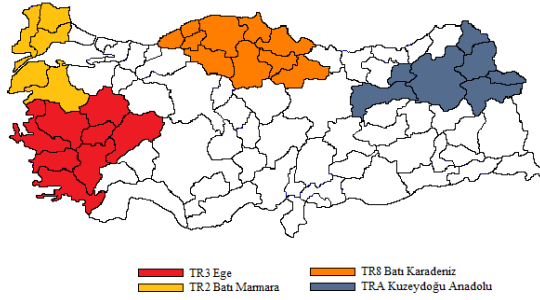 TR3 Ege
TR8 Batı Karadeniz
TR2 Batı Marmara
TRA Kuzeydoğu Anadolu